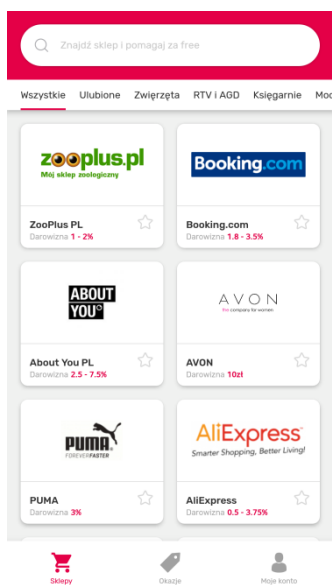 Znajdź sklep i pomagaj za free
Wszystkie Ulubione Zwierzęta RTV i AGD Księgarnie Moc
zooplus.pl
Mój sklep zoologiczny
Booking.com
ZooPlus PL
Darowizna 1 - 2%
Booking.com
Darowizna 1.8 - 3.5%
ABOUT
YOU°
AVON
the company for women
About You PL
Darowizna 2.5 - 7.5%
AVON
Darowizna 10zł
PUMA
FOREVER FASTER
AliExpress
Smarter Shopping, Better Living!
PUMA
Darowizna 3%
AliExpress
Darowizna 0.5 - 3.75%
Sklepy Okazje Moje konto